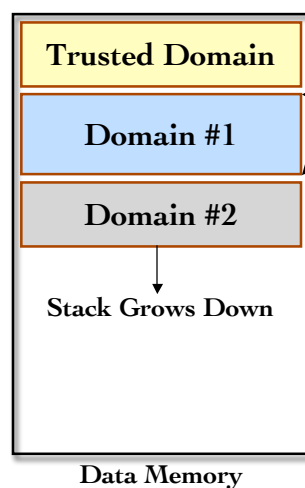 Trusted Domain
Domain #1
Domain #2
Stack Grows Down
Data Memory